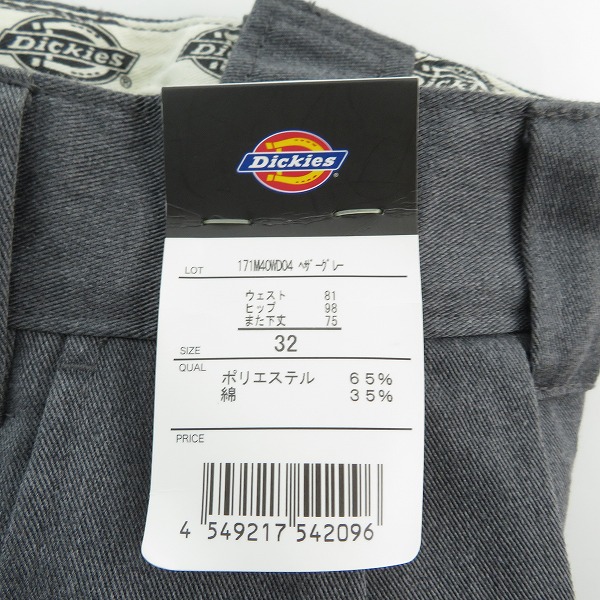 Dickies
Dickies
Dickies
LOT 171M40WD04 ﾍｻﾞｰｸﾞﾚｰ
ウェスト 81
ヒップ 98
また下丈 75
SIZE 32
QUAL ポリエステル 65%
綿 35%
PRICE
4 549217 542096